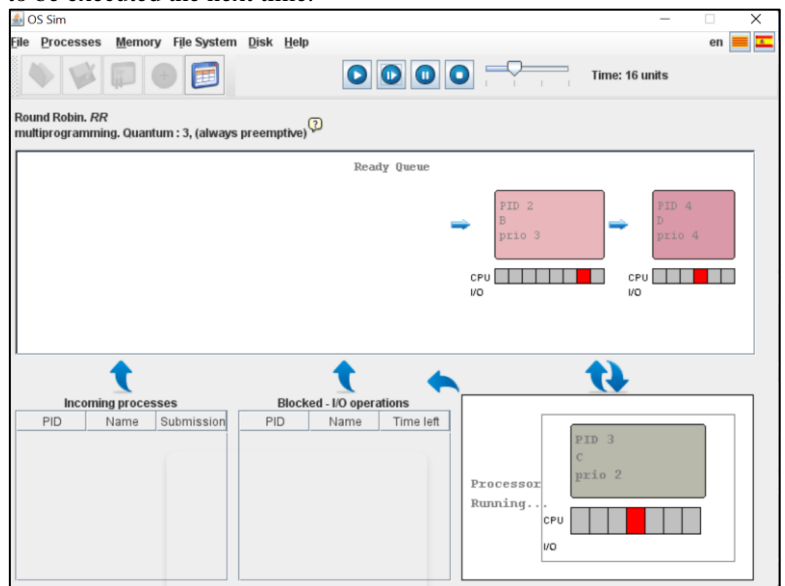 to be executed the next time.
OS Sim
File Processes Memory File System Disk Help
en
Time: 16 units
Round Robin. RR
multiprogramming. Quantum : 3, (always preemptive)
?
Ready Queue
PID 2
B
prio 3
CPU
I/O
PID 4
D
prio 4
CPU
I/O
Incoming processes
PID Name Submission
Blocked - I/O operations
PID Name Time left
Processor
Running...
PID 3
C
prio 2
CPU
I/O